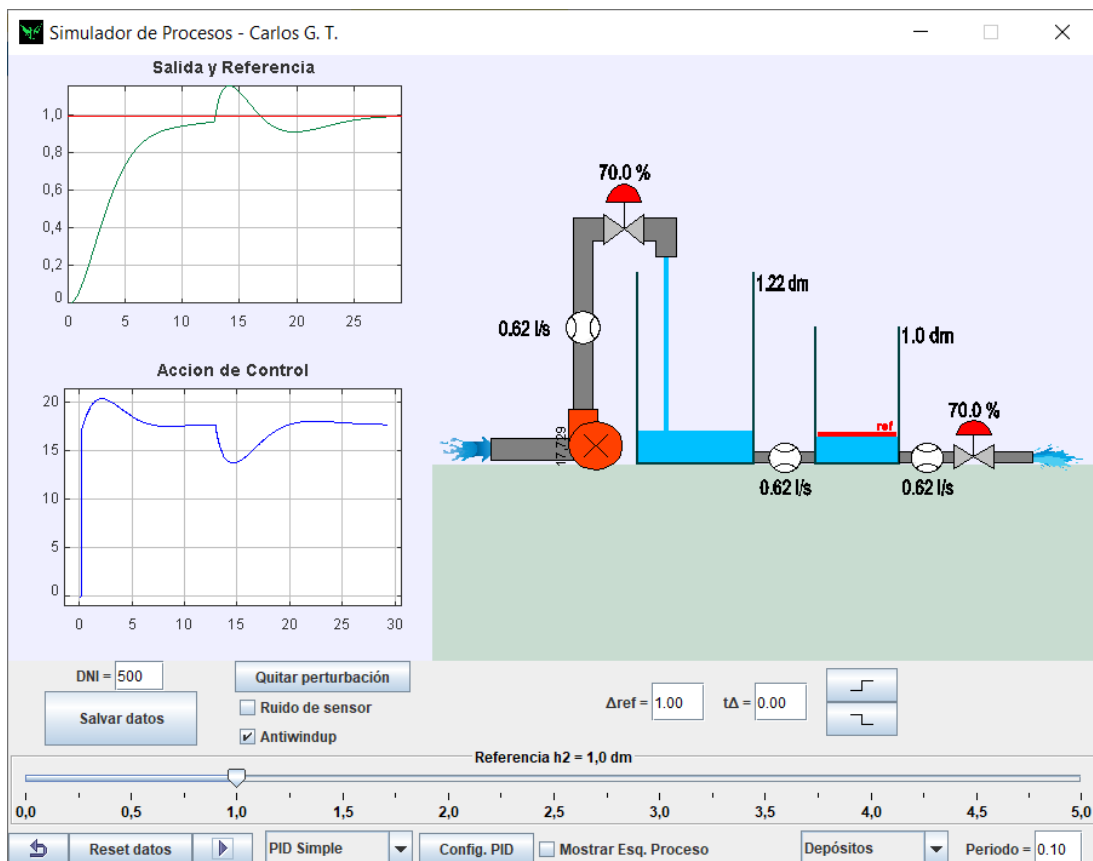 Simulador de Procesos - Carlos G. T.
Salida y Referencia
1,0
0,8
0,6
0,4
0,2
0
0 5 10 15 20 25
Accion de Control
20
15
10
5
0
0 5 10 15 20 25 30
70.0 %
1.22 dm
0.62 l/s
1.0 dm
70.0 %
ref
17.729
0.62 l/s
0.62 l/s
DNI = 500
Quitar perturbación
Salvar datos
Ruido de sensor
Antiwindup
Δref = 1.00 tΔ = 0.00
Referencia h2 = 1,0 dm
0,0 0,5 1,0 1,5 2,0 2,5 3,0 3,5 4,0 4,5 5,0
Reset datos PID Simple Config. PID Mostrar Esq. Proceso Depósitos Periodo = 0.10